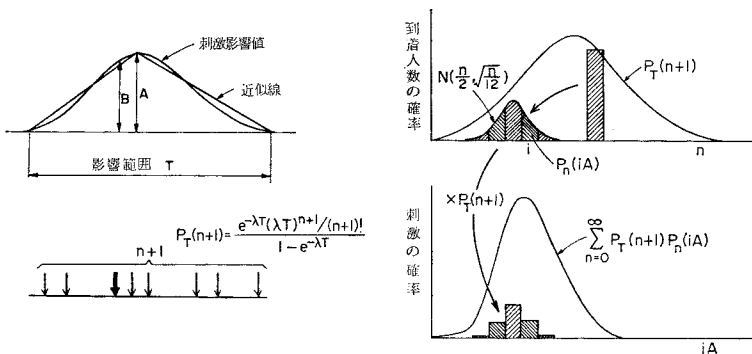 刺激影響値
近似線
B
A
影響範囲 T
P_T(n+1)= e^{-λT}(λT)^{n+1}/(n+1)! / 1-e^{-λT}
n+1
到着人数の確率
N(n/2, √n/12)
P_T(n+1)
i
n
P_n(iA)
×P_T(n+1)
刺激の確率
∑_{n=0}^{∞} P_T(n+1) P_n(iA)
iA